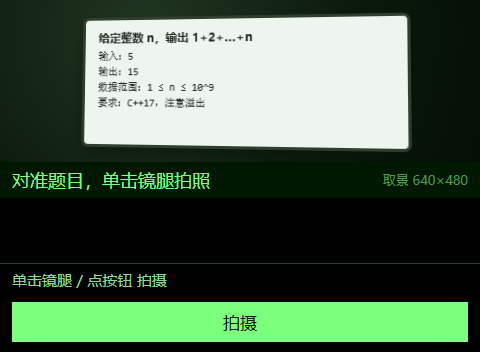 给定整数 n，输出 1+2+…+n
输入：5
输出：15
数据范围：1 ≤ n ≤ 10^9
要求：C++17，注意溢出
对准题目，单击镜腿拍照
取景 640×480
单击镜腿 / 点按钮 拍摄
拍摄